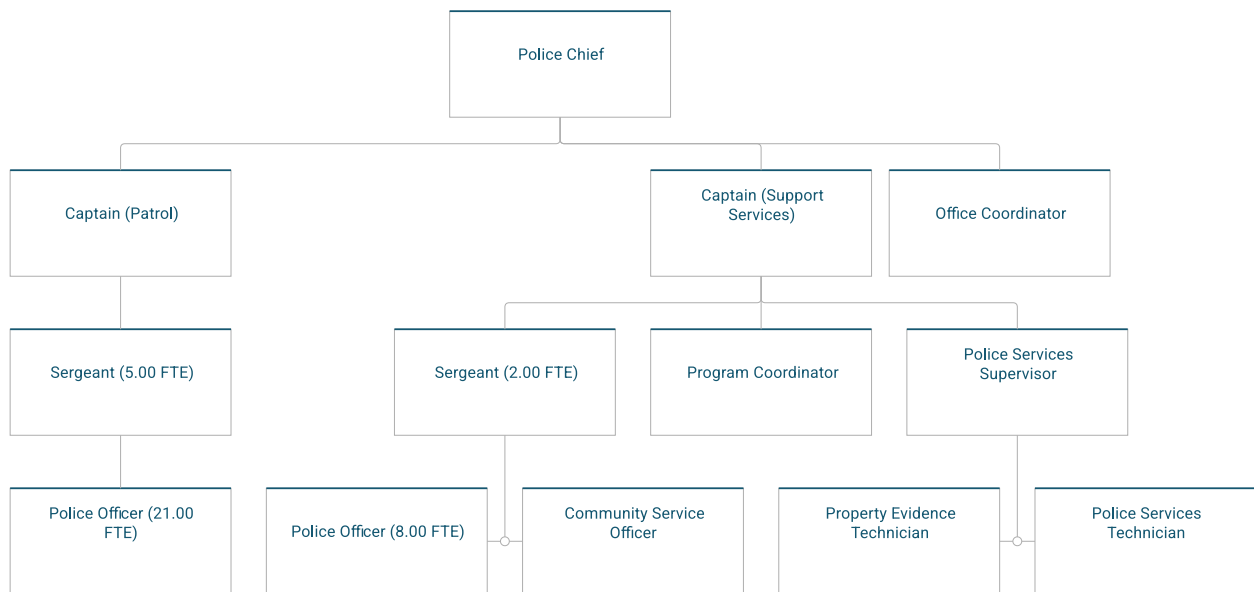 Police Chief
Captain (Patrol)
Captain (Support
Services)
Office Coordinator
Sergeant (5.00 FTE)
Sergeant (2.00 FTE)
Program Coordinator
Police Services
Supervisor
Police Officer (21.00
FTE)
Police Officer (8.00 FTE)
Community Service
Officer
Property Evidence
Technician
Police Services
Technician